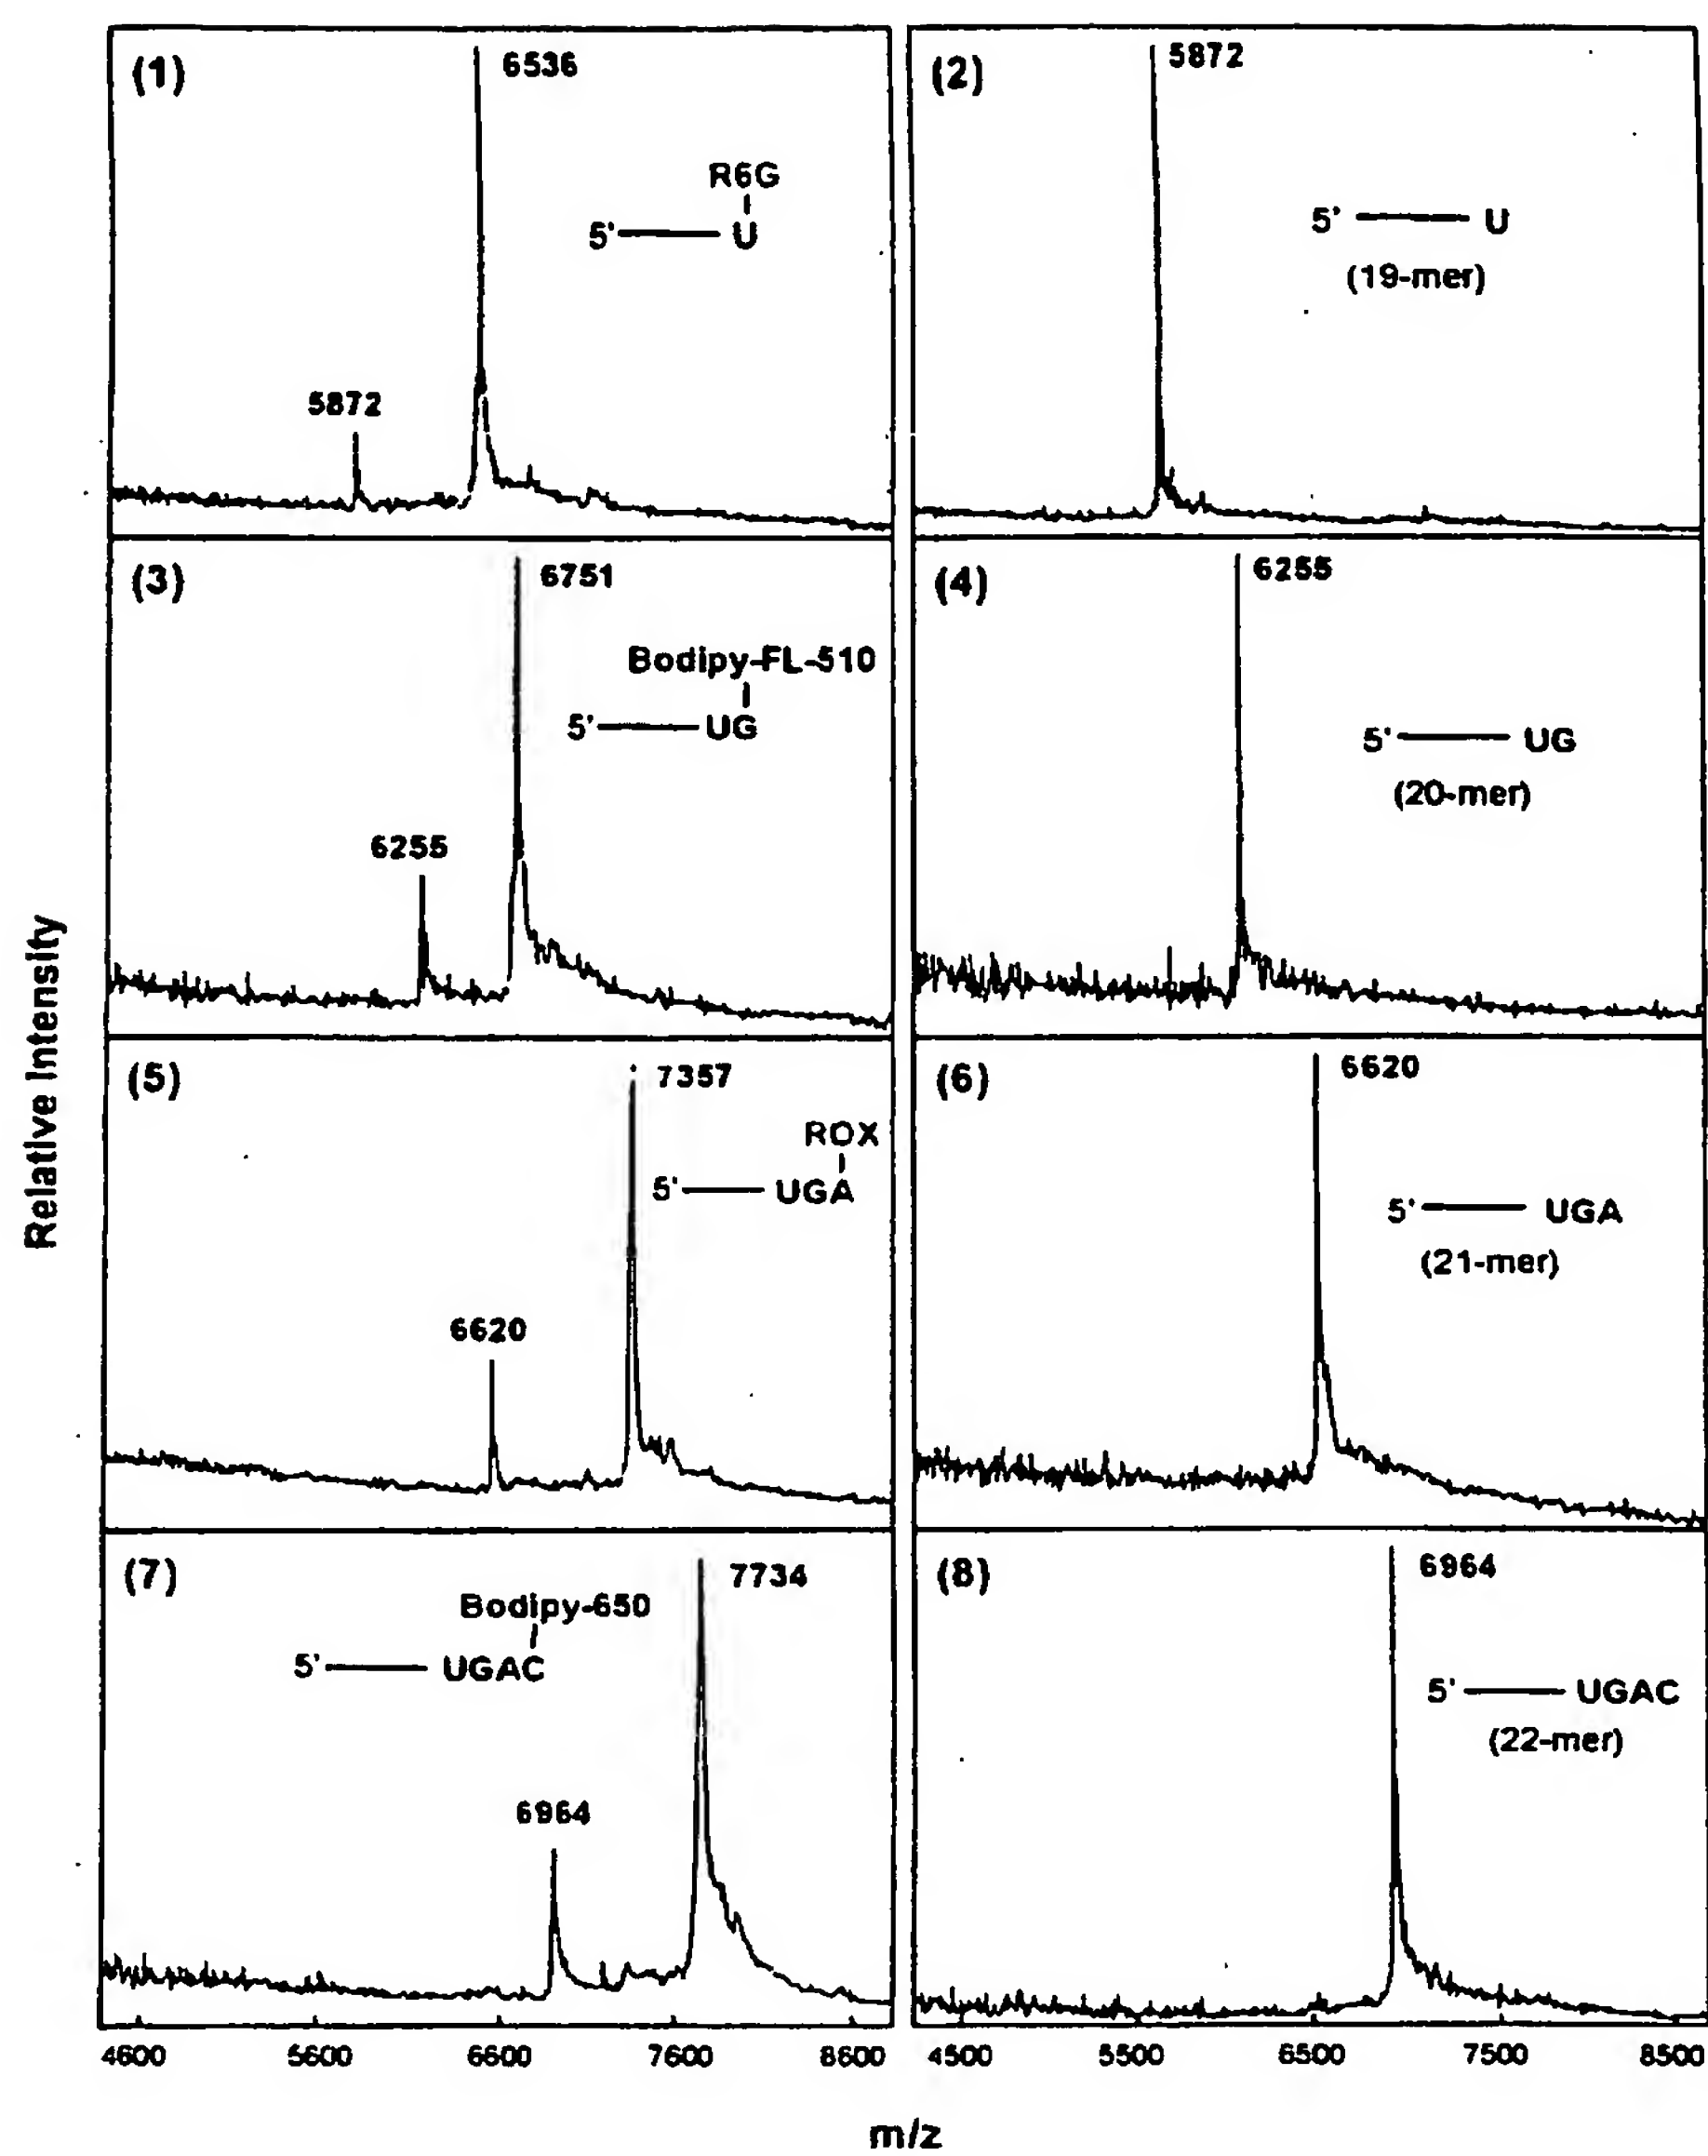 (1)
6536
R6G
5' U
5872
(2)
5872
5' U
(19-mer)
(3)
6751
Bodipy-FL-510
5' UG
6255
(4)
6255
5' UG
(20-mer)
(5)
7357
ROX
5' UGA
6620
(6)
6620
5' UGA
(21-mer)
(7)
7734
Bodipy-650
5' UGAC
6964
(8)
6964
5' UGAC
(22-mer)
Relative Intensity
4600 5600 6600 7600 8600
4500 5500 6500 7500 8500
m/z